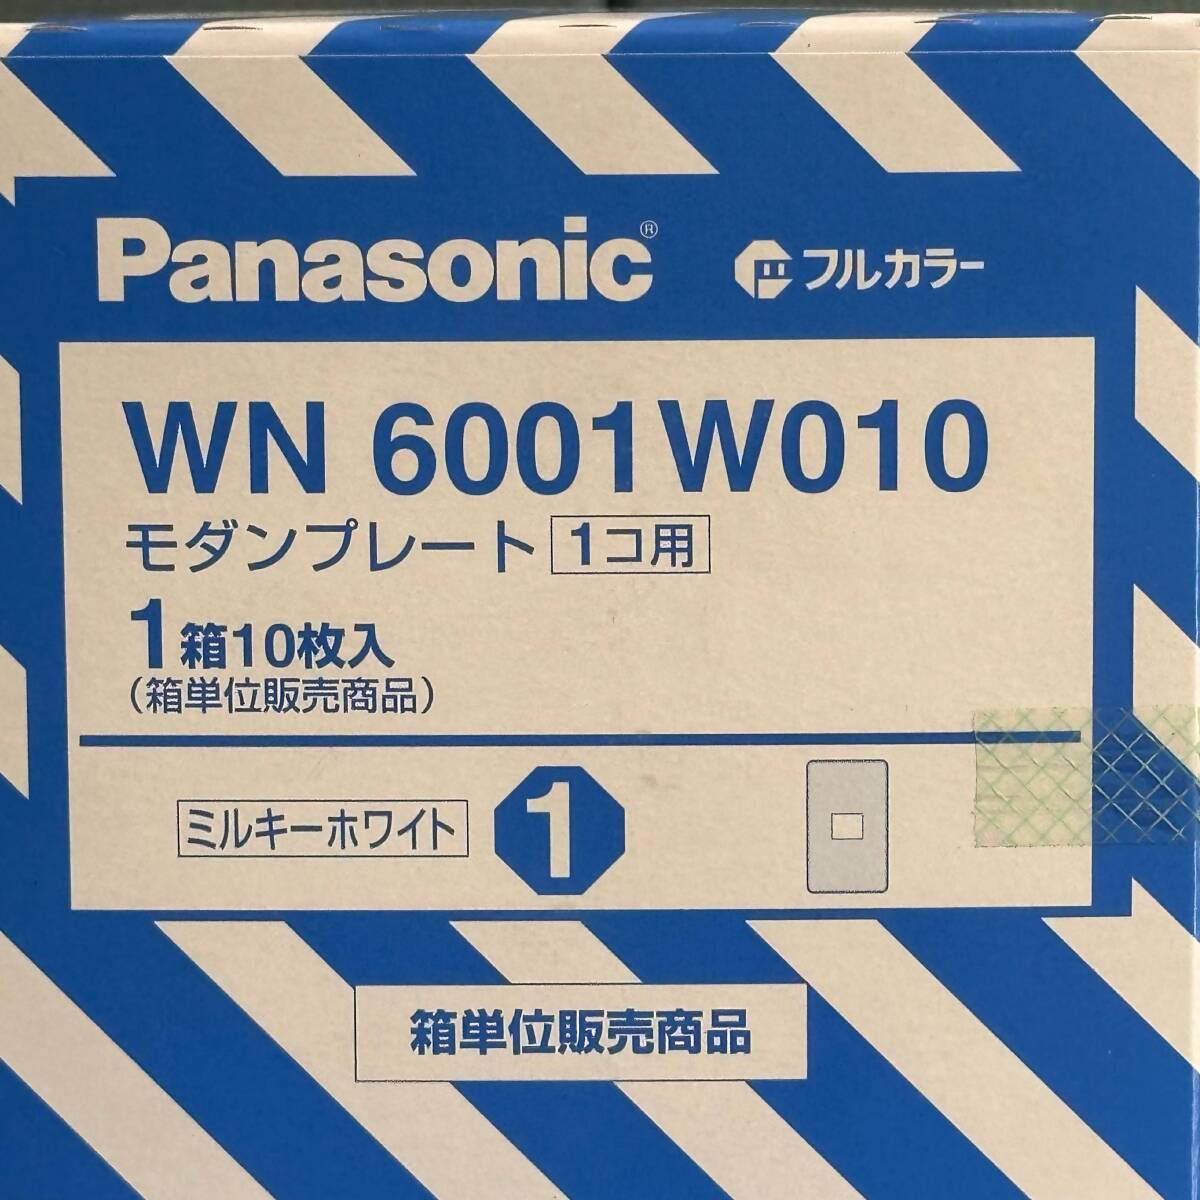 Panasonic® フルカラー
WN 6001W010
モダンプレート 1コ用
1箱10枚入
(箱単位販売商品)
ミルキーホワイト 1
箱単位販売商品